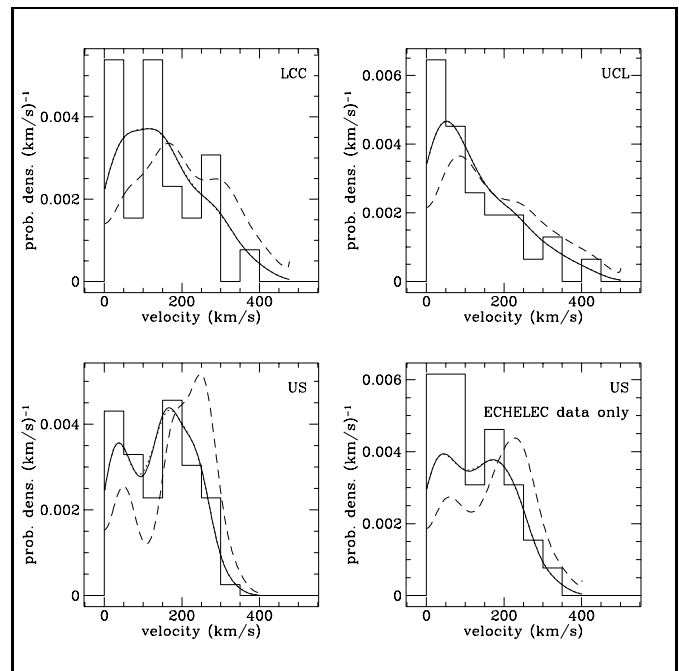 LCC
0.004
0.002
0
prob. dens. (km/s)⁻¹
0 200 400
velocity (km/s)
UCL
0.006
0.004
0.002
0
prob. dens. (km/s)⁻¹
0 200 400
velocity (km/s)
US
0.004
0.002
0
prob. dens. (km/s)⁻¹
0 200 400
velocity (km/s)
US
ECHELEC data only
0.006
0.004
0.002
0
prob. dens. (km/s)⁻¹
0 200 400
velocity (km/s)